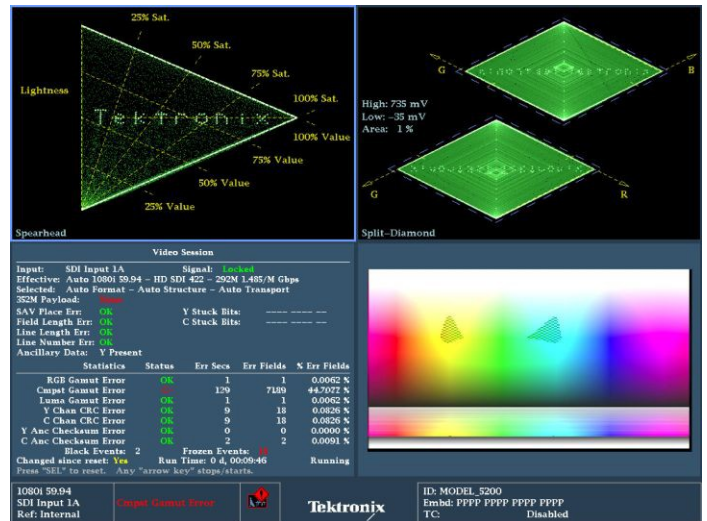 25% Sat.
50% Sat.
75% Sat.
100% Sat.
Lightness
Tektronix
100% Value
75% Value
50% Value
25% Value
Spearhead
G
B
High: 735 mV
Low: -35 mV
Area: 1 %
G
R
Split-Diamond
Video Session
Input: SDI Input 1A Signal: Locked
Effective: Auto 1080i 59.94 - HD SDI 422 - 292M 1.485/M Gbps
Selected: Auto Format - Auto Structure - Auto Transport
352M Payload:
SAV Place Err: OK Y Stuck Bits: ---- ---- ----
Field Length Err: OK C Stuck Bits: ---- ---- ----
Line Length Err: OK
Line Number Err: OK
Ancillary Data: Y Present
Statistics Status Err Secs Err Fields % Err Fields
RGB Gamut Error OK 1 1 0.0062 %
Cmpst Gamut Error 129 7189 44.7072 %
Luma Gamut Error OK 1 1 0.0062 %
Y Chan CRC Error OK 9 18 0.0826 %
C Chan CRC Error OK 9 18 0.0826 %
Y Anc Checksum Error OK 0 0 0.0000 %
C Anc Checksum Error OK 2 2 0.0091 %
Black Events: 2 Frozen Events:
Changed since reset: Yes Run Time: 0 d, 00:09:46 Running
Press "SEL" to reset. Any "arrow key" stops/starts.
1080i 59.94
SDI Input 1A
Ref: Internal
Cmpst Gamut Error
Tektronix
ID: MODEL_5200
Embd: PPPP PPPP PPPP PPPP
TC: Disabled